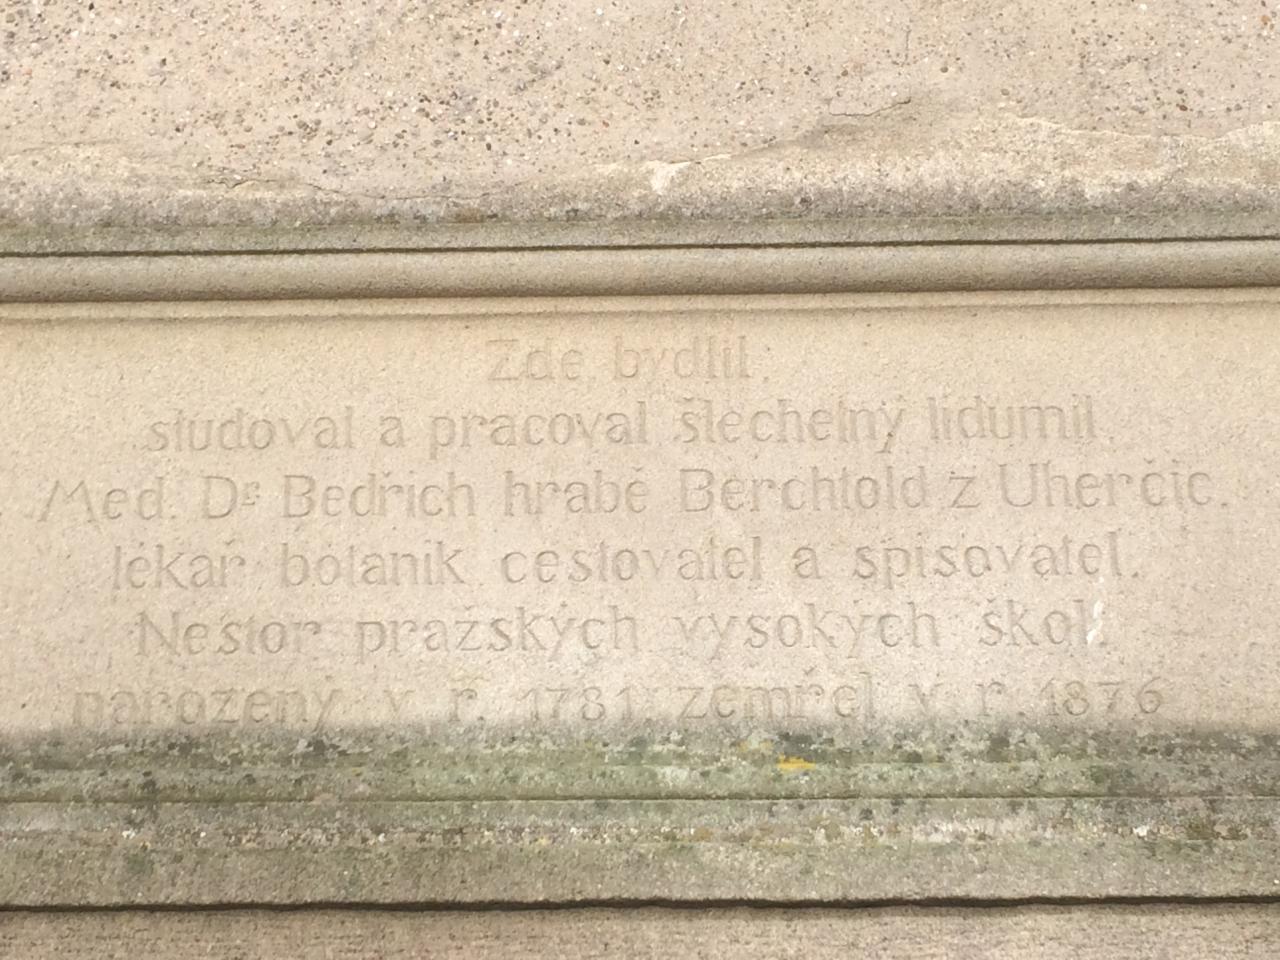 Zde bydlil,
studoval a pracoval šlechetný lidumil
Med. Dr. Bedřich hrabě Berchtold z Uherčic.
lékař botanik cestovatel a spisovatel.
Nestor pražských vysokých škol.
narozený v r. 1781, zemřel v r. 1876